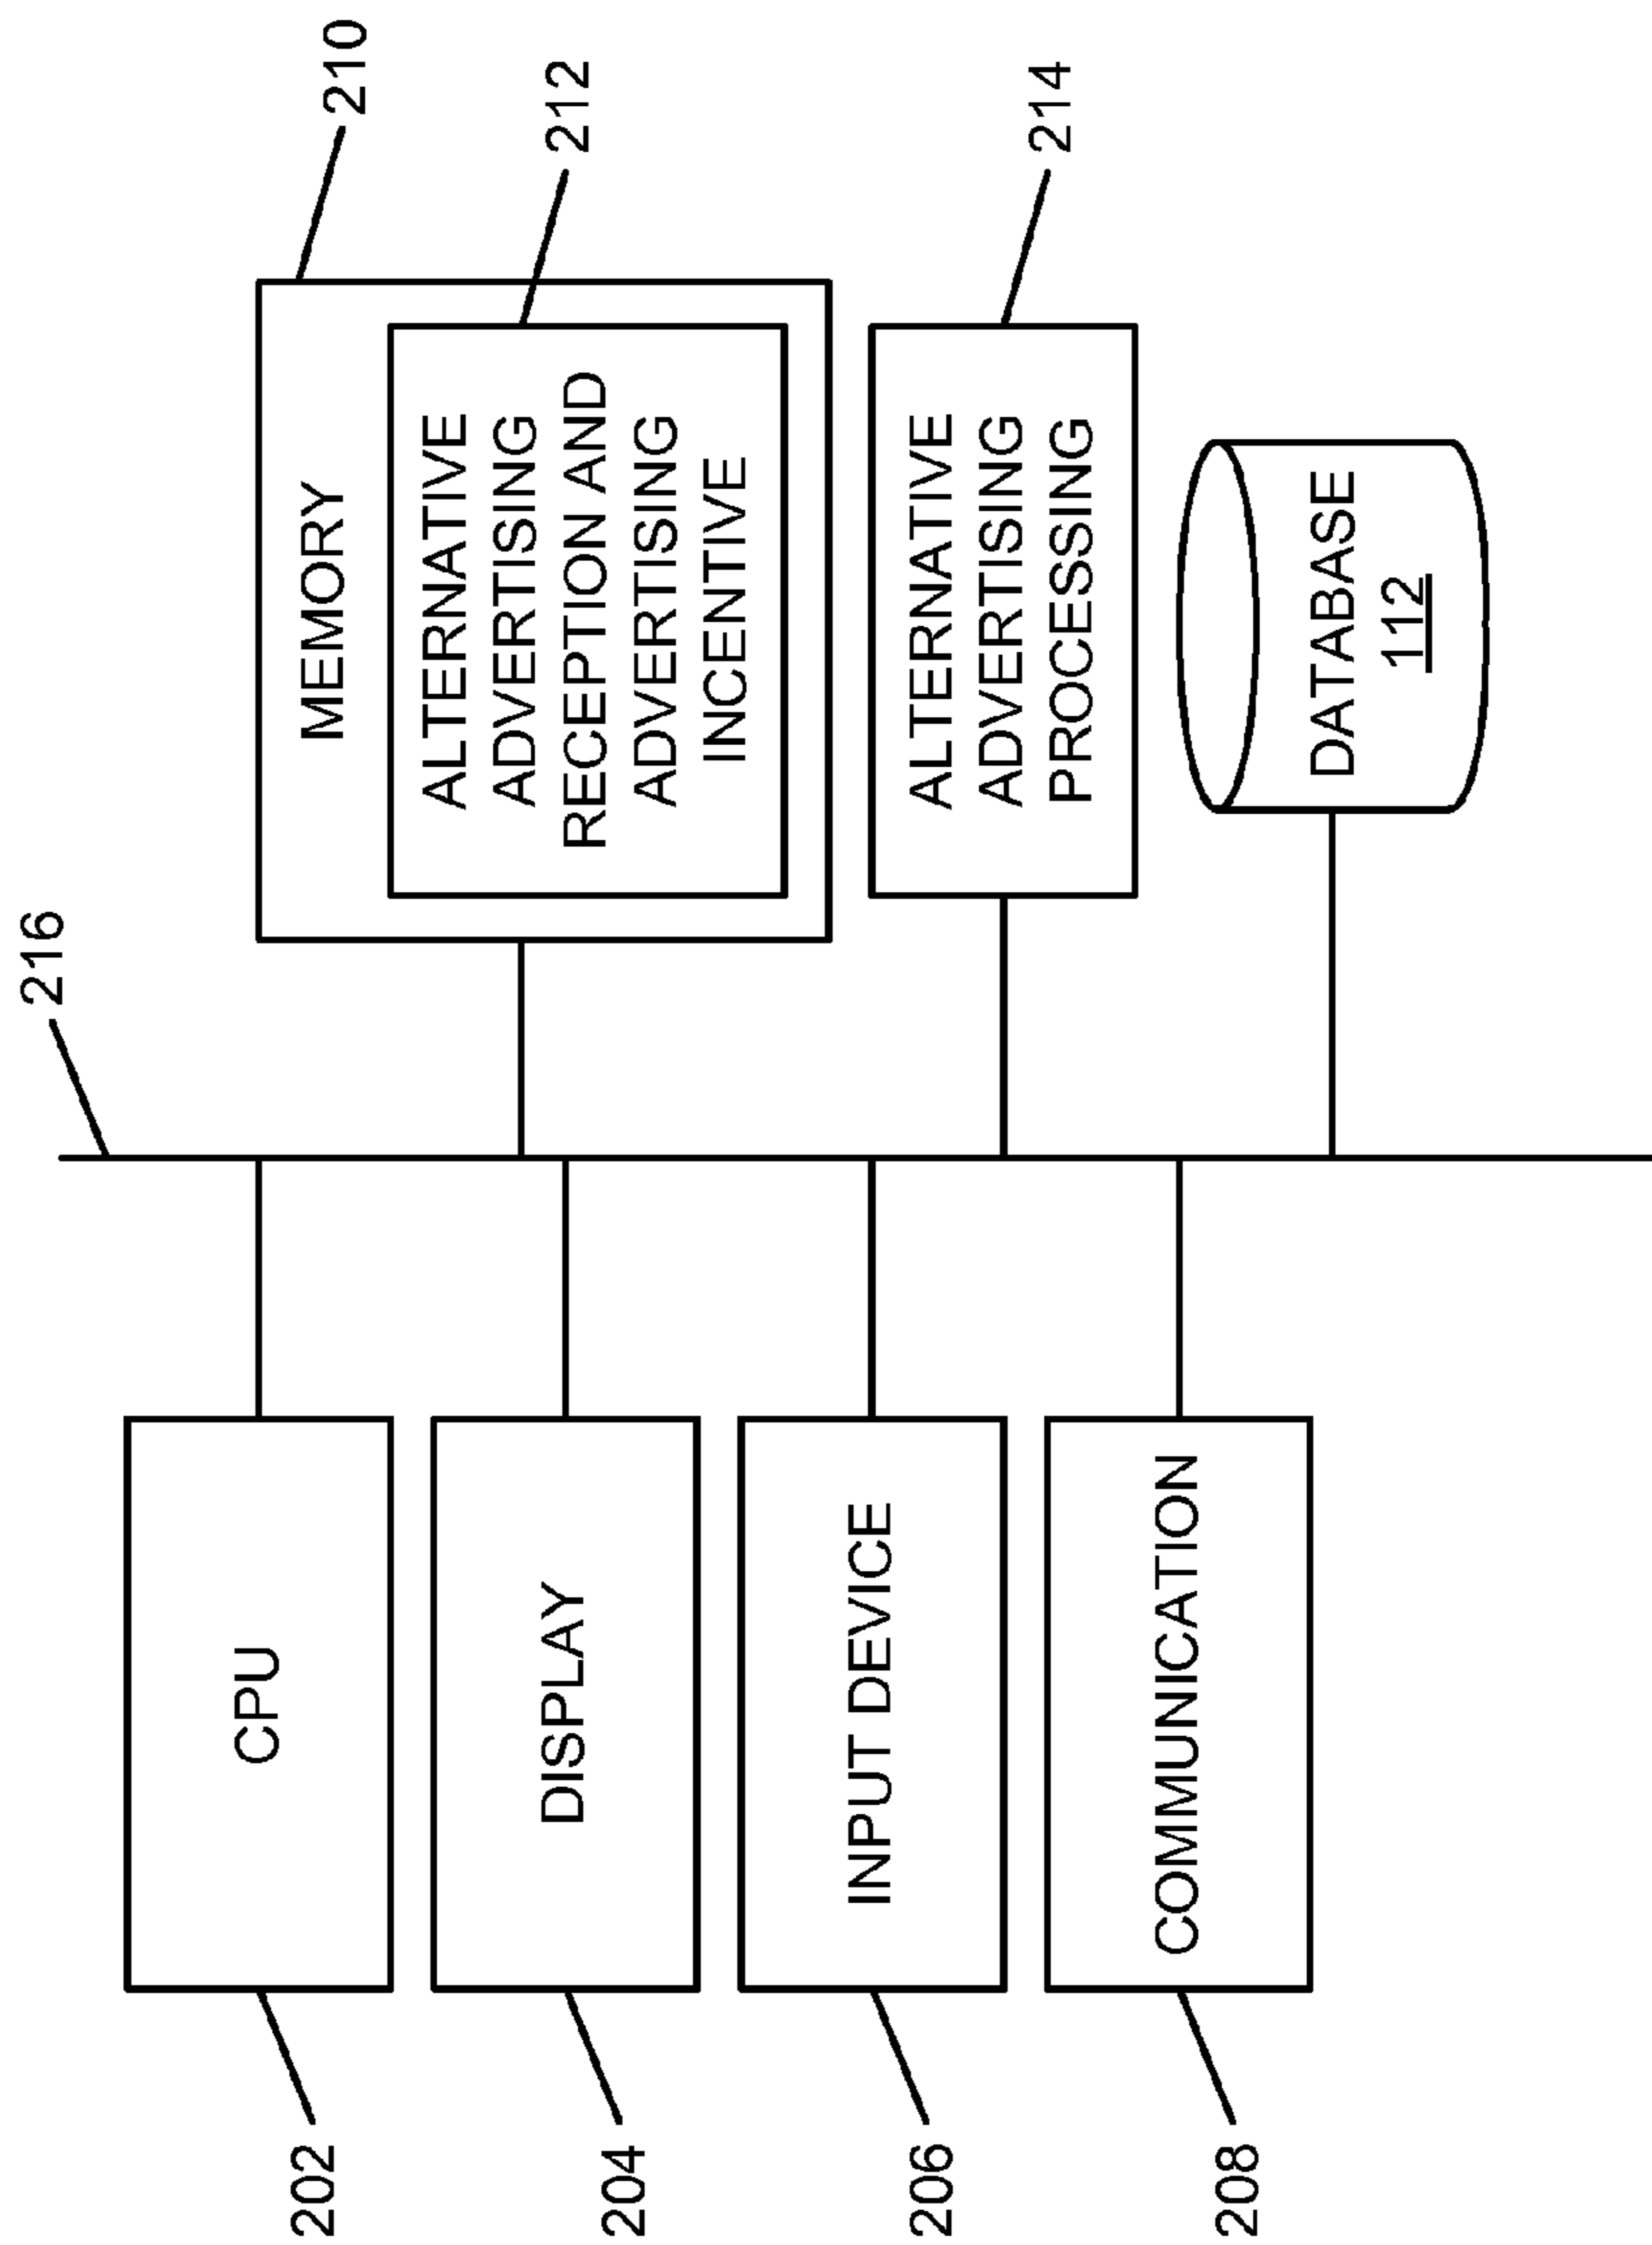 202
CPU
204
DISPLAY
206
INPUT DEVICE
208
COMMUNICATION
216
210
MEMORY
212
ALTERNATIVE
ADVERTISING
RECEPTION AND
ADVERTISING
INCENTIVE
214
ALTERNATIVE
ADVERTISING
PROCESSING
DATABASE
112